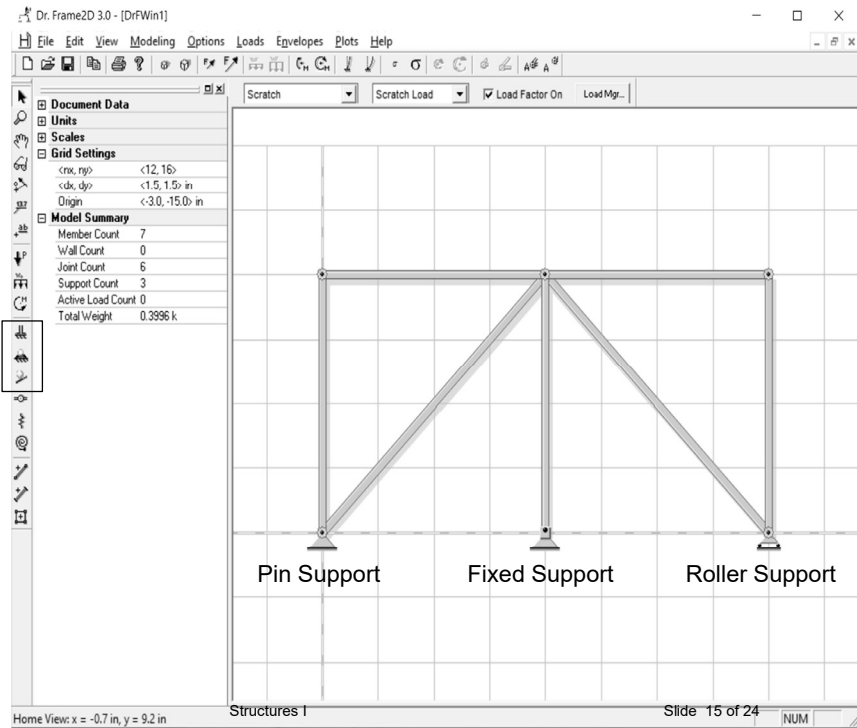 Dr. Frame2D 3.0 - [DrFWin1]
File Edit View Modeling Options Loads Envelopes Plots Help
Scratch Scratch Load Load Factor On Load Mgr...
Document Data
Units
Scales
Grid Settings
<nx, ny> <12, 16>
<dx, dy> <1.5, 1.5> in
Origin <-3.0, -15.0> in
Model Summary
Member Count 7
Wall Count 0
Joint Count 6
Support Count 3
Active Load Count 0
Total Weight 0.3996 k
Pin Support Fixed Support Roller Support
Structures I Slide 15 of 24
Home View: x = -0.7 in, y = 9.2 in NUM